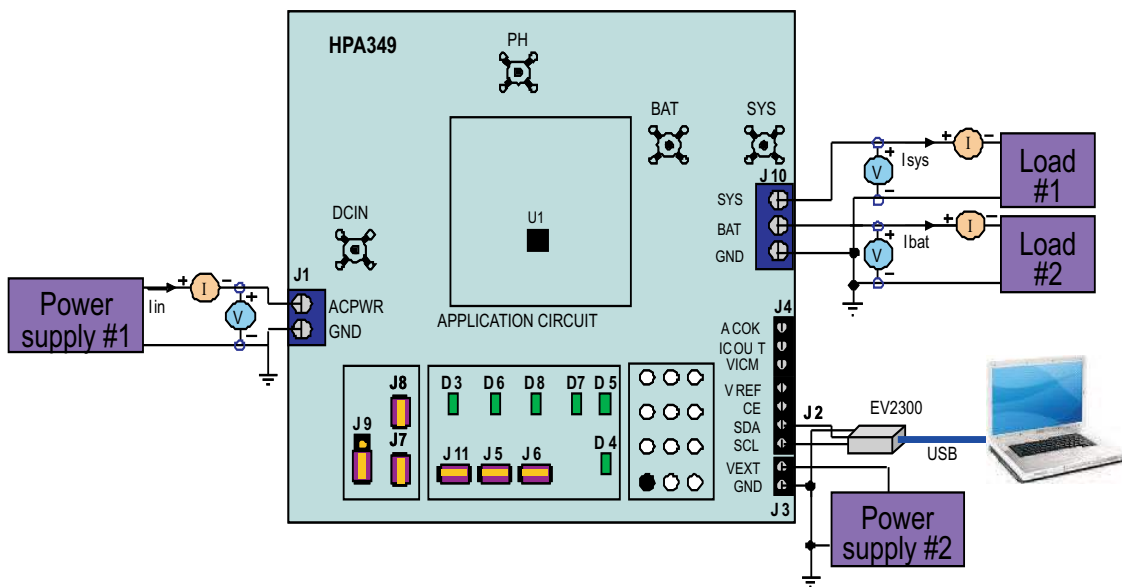 HPA349
PH
BAT
SYS
J10
SYS
BAT
GND
+
Isys
+
I
-
V
-
Load
#1
+
Ibat
+
I
-
V
-
Load
#2
U1
DCIN
APPLICATION CIRCUIT
Power
supply #1
+
Iin
I
-
+
V
-
J1
ACPWR
GND
J4
ACOK
ICOUT
VICM
VREF
CE
SDA
SCL
J2
EV2300
USB
VEXT
GND
J3
Power
supply #2
J8
J9
J7
D3
D6
D8
D7
D5
D4
J11
J5
J6